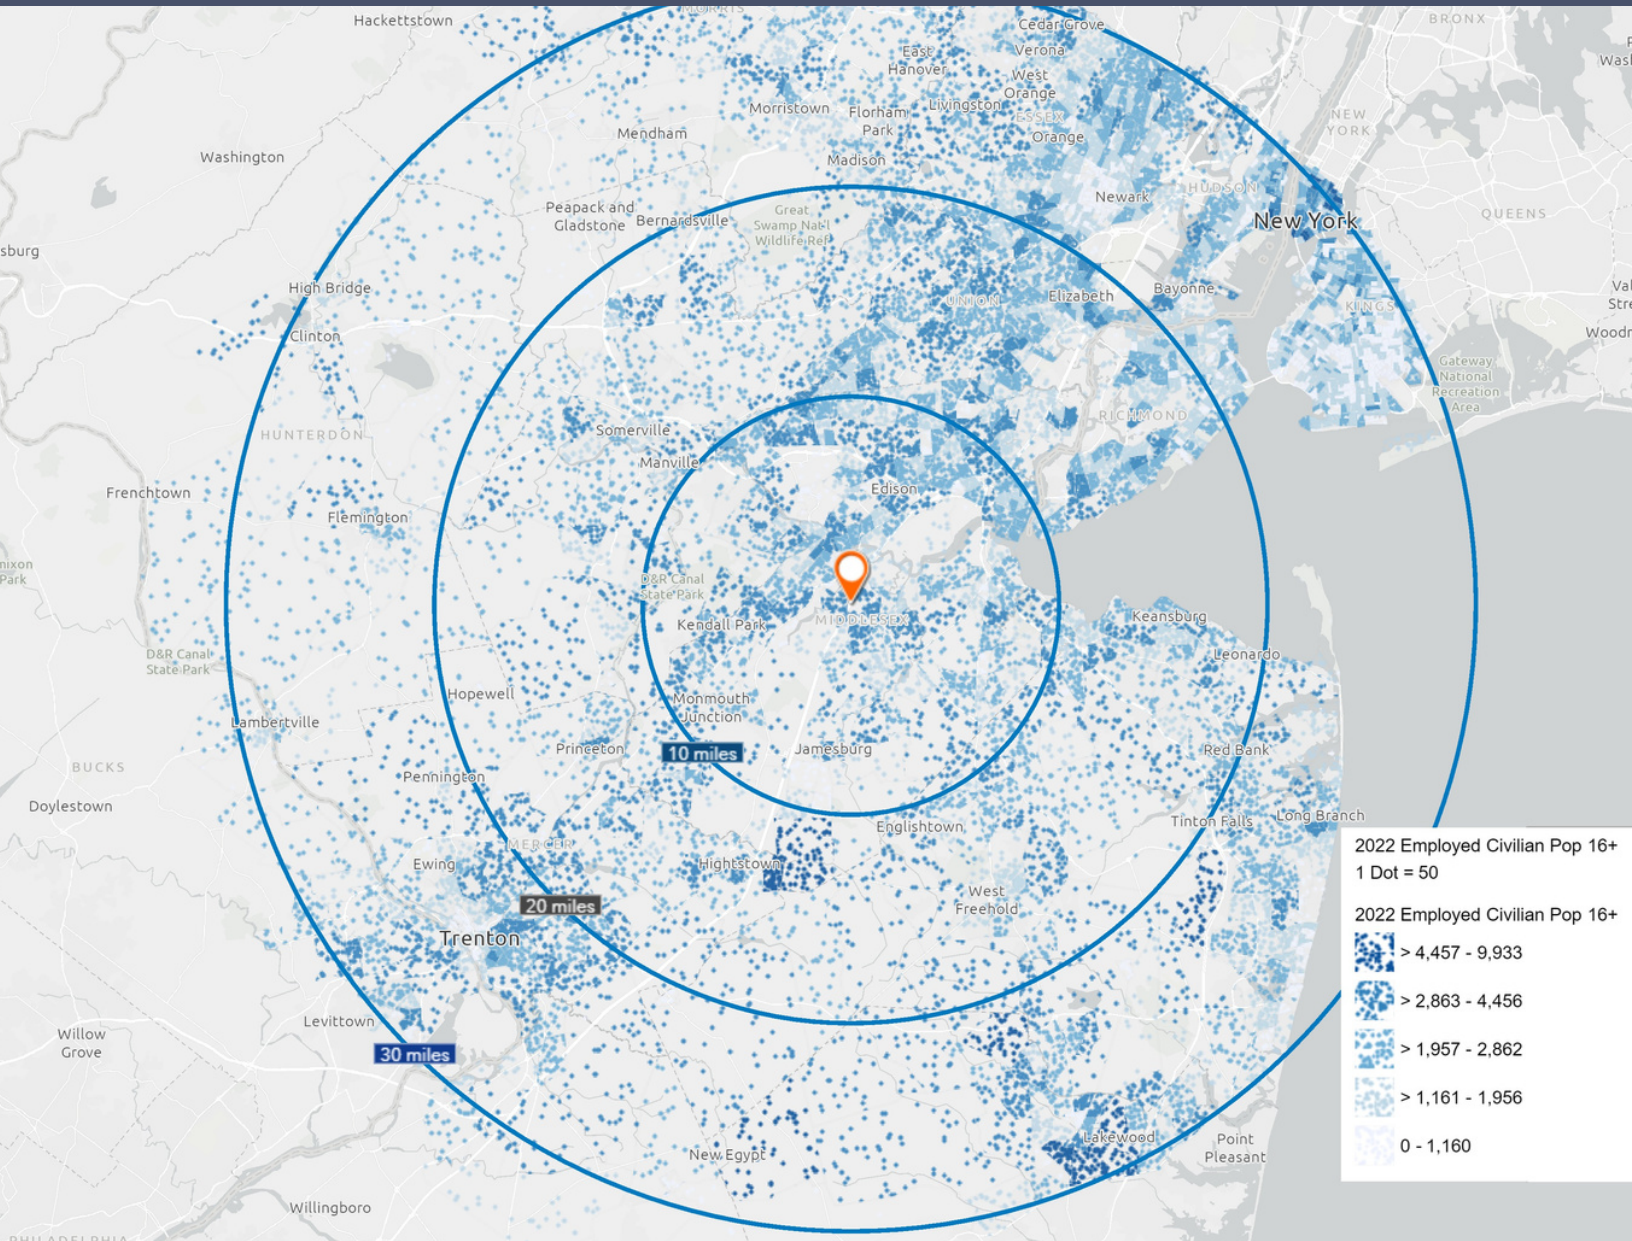 MORRIS
Hackettstown
Cedar Grove
BRONX
East
Hanover
Verona
West
Orange
Morristown
Florham
Park
Livingston
ESSEX
Orange
NEW
YORK
Mendham
Washington
Madison
Newark
HUDSON
Peapack and
Gladstone
Bernardsville
Great
Swamp Nat'l
Wildlife Ref
New York
QUEENS
High Bridge
UNION
Elizabeth
Bayonne
KINGS
Clinton
Gateway
National
Recreation
Area
HUNTERDON
Somerville
RICHMOND
Manville
Frenchtown
Edison
Flemington
D&R Canal
State Park
Kendall Park
MIDDLESEX
Keansburg
D&R Canal
State Park
Leonardo
Hopewell
Monmouth
Junction
Lambertville
Princeton
10 miles
Jamesburg
Red Bank
BUCKS
Pennington
Doylestown
Englishtown
Tinton Falls
Long Branch
MERCER
Ewing
Hightstown
West
Freehold
20 miles
Trenton
Levittown
Willow
Grove
30 miles
Lakewood
Point
Pleasant
New Egypt
Willingboro
PHILADELPHIA
2022 Employed Civilian Pop 16+
1 Dot = 50
2022 Employed Civilian Pop 16+
> 4,457 - 9,933
> 2,863 - 4,456
> 1,957 - 2,862
> 1,161 - 1,956
0 - 1,160